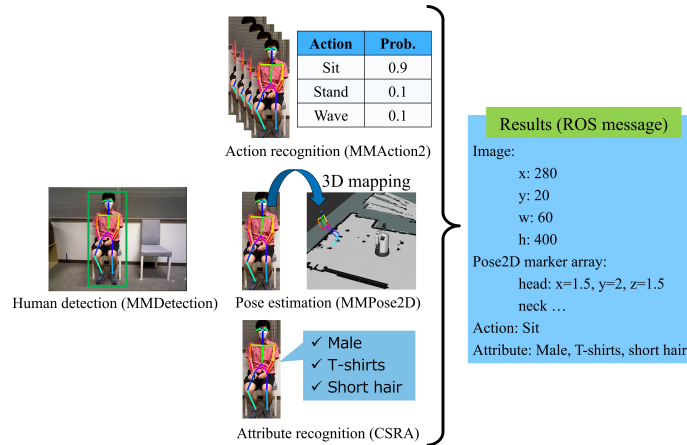 Action Prob.
Sit 0.9
Stand 0.1
Wave 0.1
Action recognition (MMAction2)
3D mapping
Human detection (MMDetection)
Pose estimation (MMPose2D)
✓ Male
✓ T-shirts
✓ Short hair
Attribute recognition (CSRA)
Results (ROS message)
Image:
x: 280
y: 20
w: 60
h: 400
Pose2D marker array:
head: x=1.5, y=2, z=1.5
neck …
Action: Sit
Attribute: Male, T-shirts, short hair